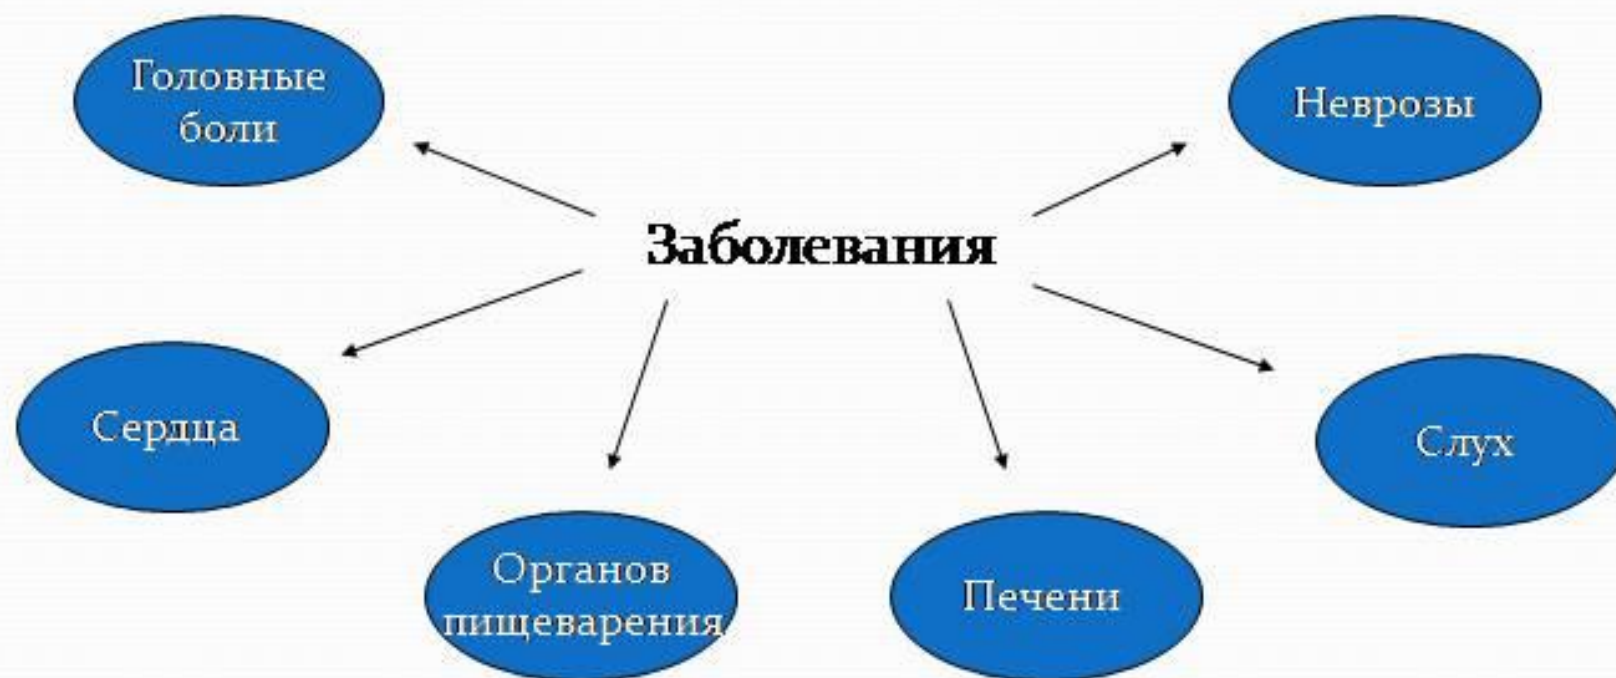 Головные
боли
Неврозы
Заболевания
Сердца
Слух
Органов
пищеварения
Печени